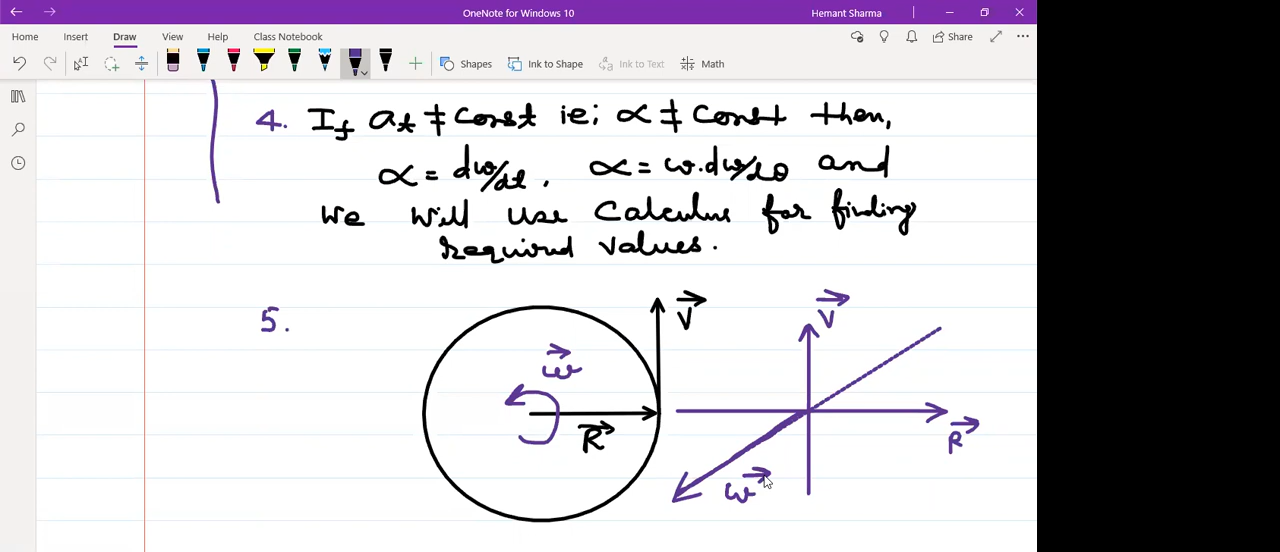 OneNote for Windows 10
Hemant Sharma
Home Insert Draw View Help Class Notebook
Share
Shapes Ink to Shape Ink to Text Math
4. If at ≠ Const ie; α ≠ Const then,
α = dω/dt, α = ω.dω/dθ and
We will use Calculus for finding
required values.
5.
V⃗ V⃗
ω⃗
R⃗ R⃗
ω⃗